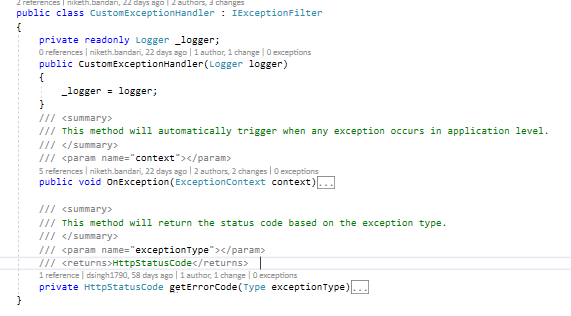 2 references | niketh.bandari, 22 days ago | 2 authors, 3 changes
public class CustomExceptionHandler : IExceptionFilter
{
private readonly Logger _logger;
0 references | niketh.bandari, 22 days ago | 1 author, 1 change | 0 exceptions
public CustomExceptionHandler(Logger logger)
{
_logger = logger;
}
/// <summary>
/// This method will automatically trigger when any exception occurs in application level.
/// </summary>
/// <param name="context"></param>
5 references | niketh.bandari, 22 days ago | 2 authors, 2 changes | 0 exceptions
public void OnException(ExceptionContext context)...
/// <summary>
/// This method will return the status code based on the exception type.
/// </summary>
/// <param name="exceptionType"></param>
/// <returns>HttpStatusCode</returns>
1 reference | dsingh1790, 58 days ago | 1 author, 1 change | 0 exceptions
private HttpStatusCode getErrorCode(Type exceptionType)...
}